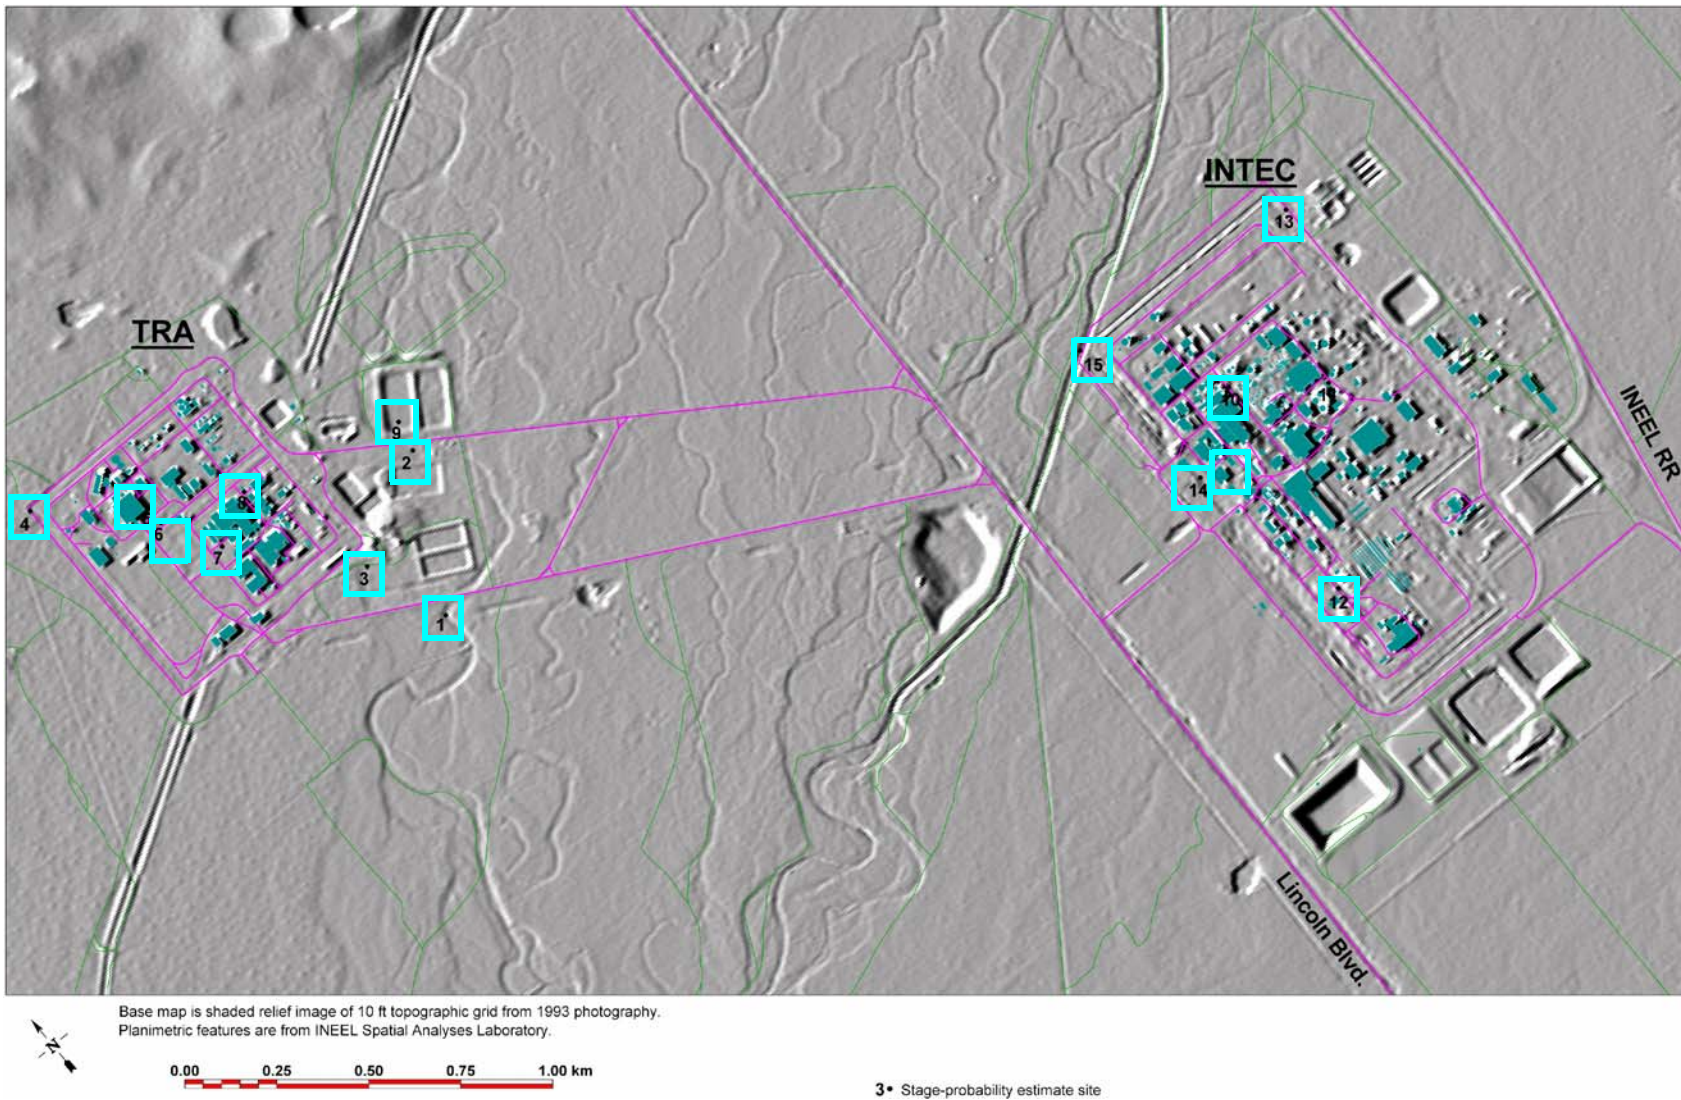 INTEC
13
TRA
15
10
9
2
8
14
4
6
7
3
12
1
INEEL RR
Lincoln Blvd.
Base map is shaded relief image of 10 ft topographic grid from 1993 photography.
Planimetric features are from INEEL Spatial Analyses Laboratory.
N
0.00 0.25 0.50 0.75 1.00 km
3• Stage-probability estimate site